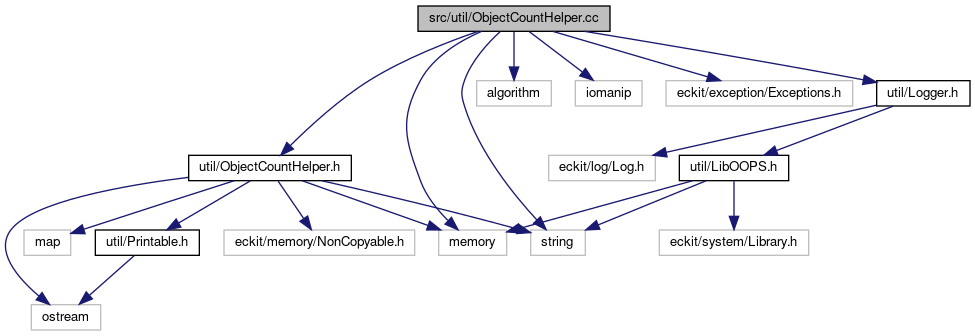 src/util/ObjectCountHelper.cc
algorithm
iomanip
eckit/exception/Exceptions.h
util/Logger.h
util/ObjectCountHelper.h
eckit/log/Log.h
util/LibOOPS.h
map
util/Printable.h
eckit/memory/NonCopyable.h
memory
string
eckit/system/Library.h
ostream